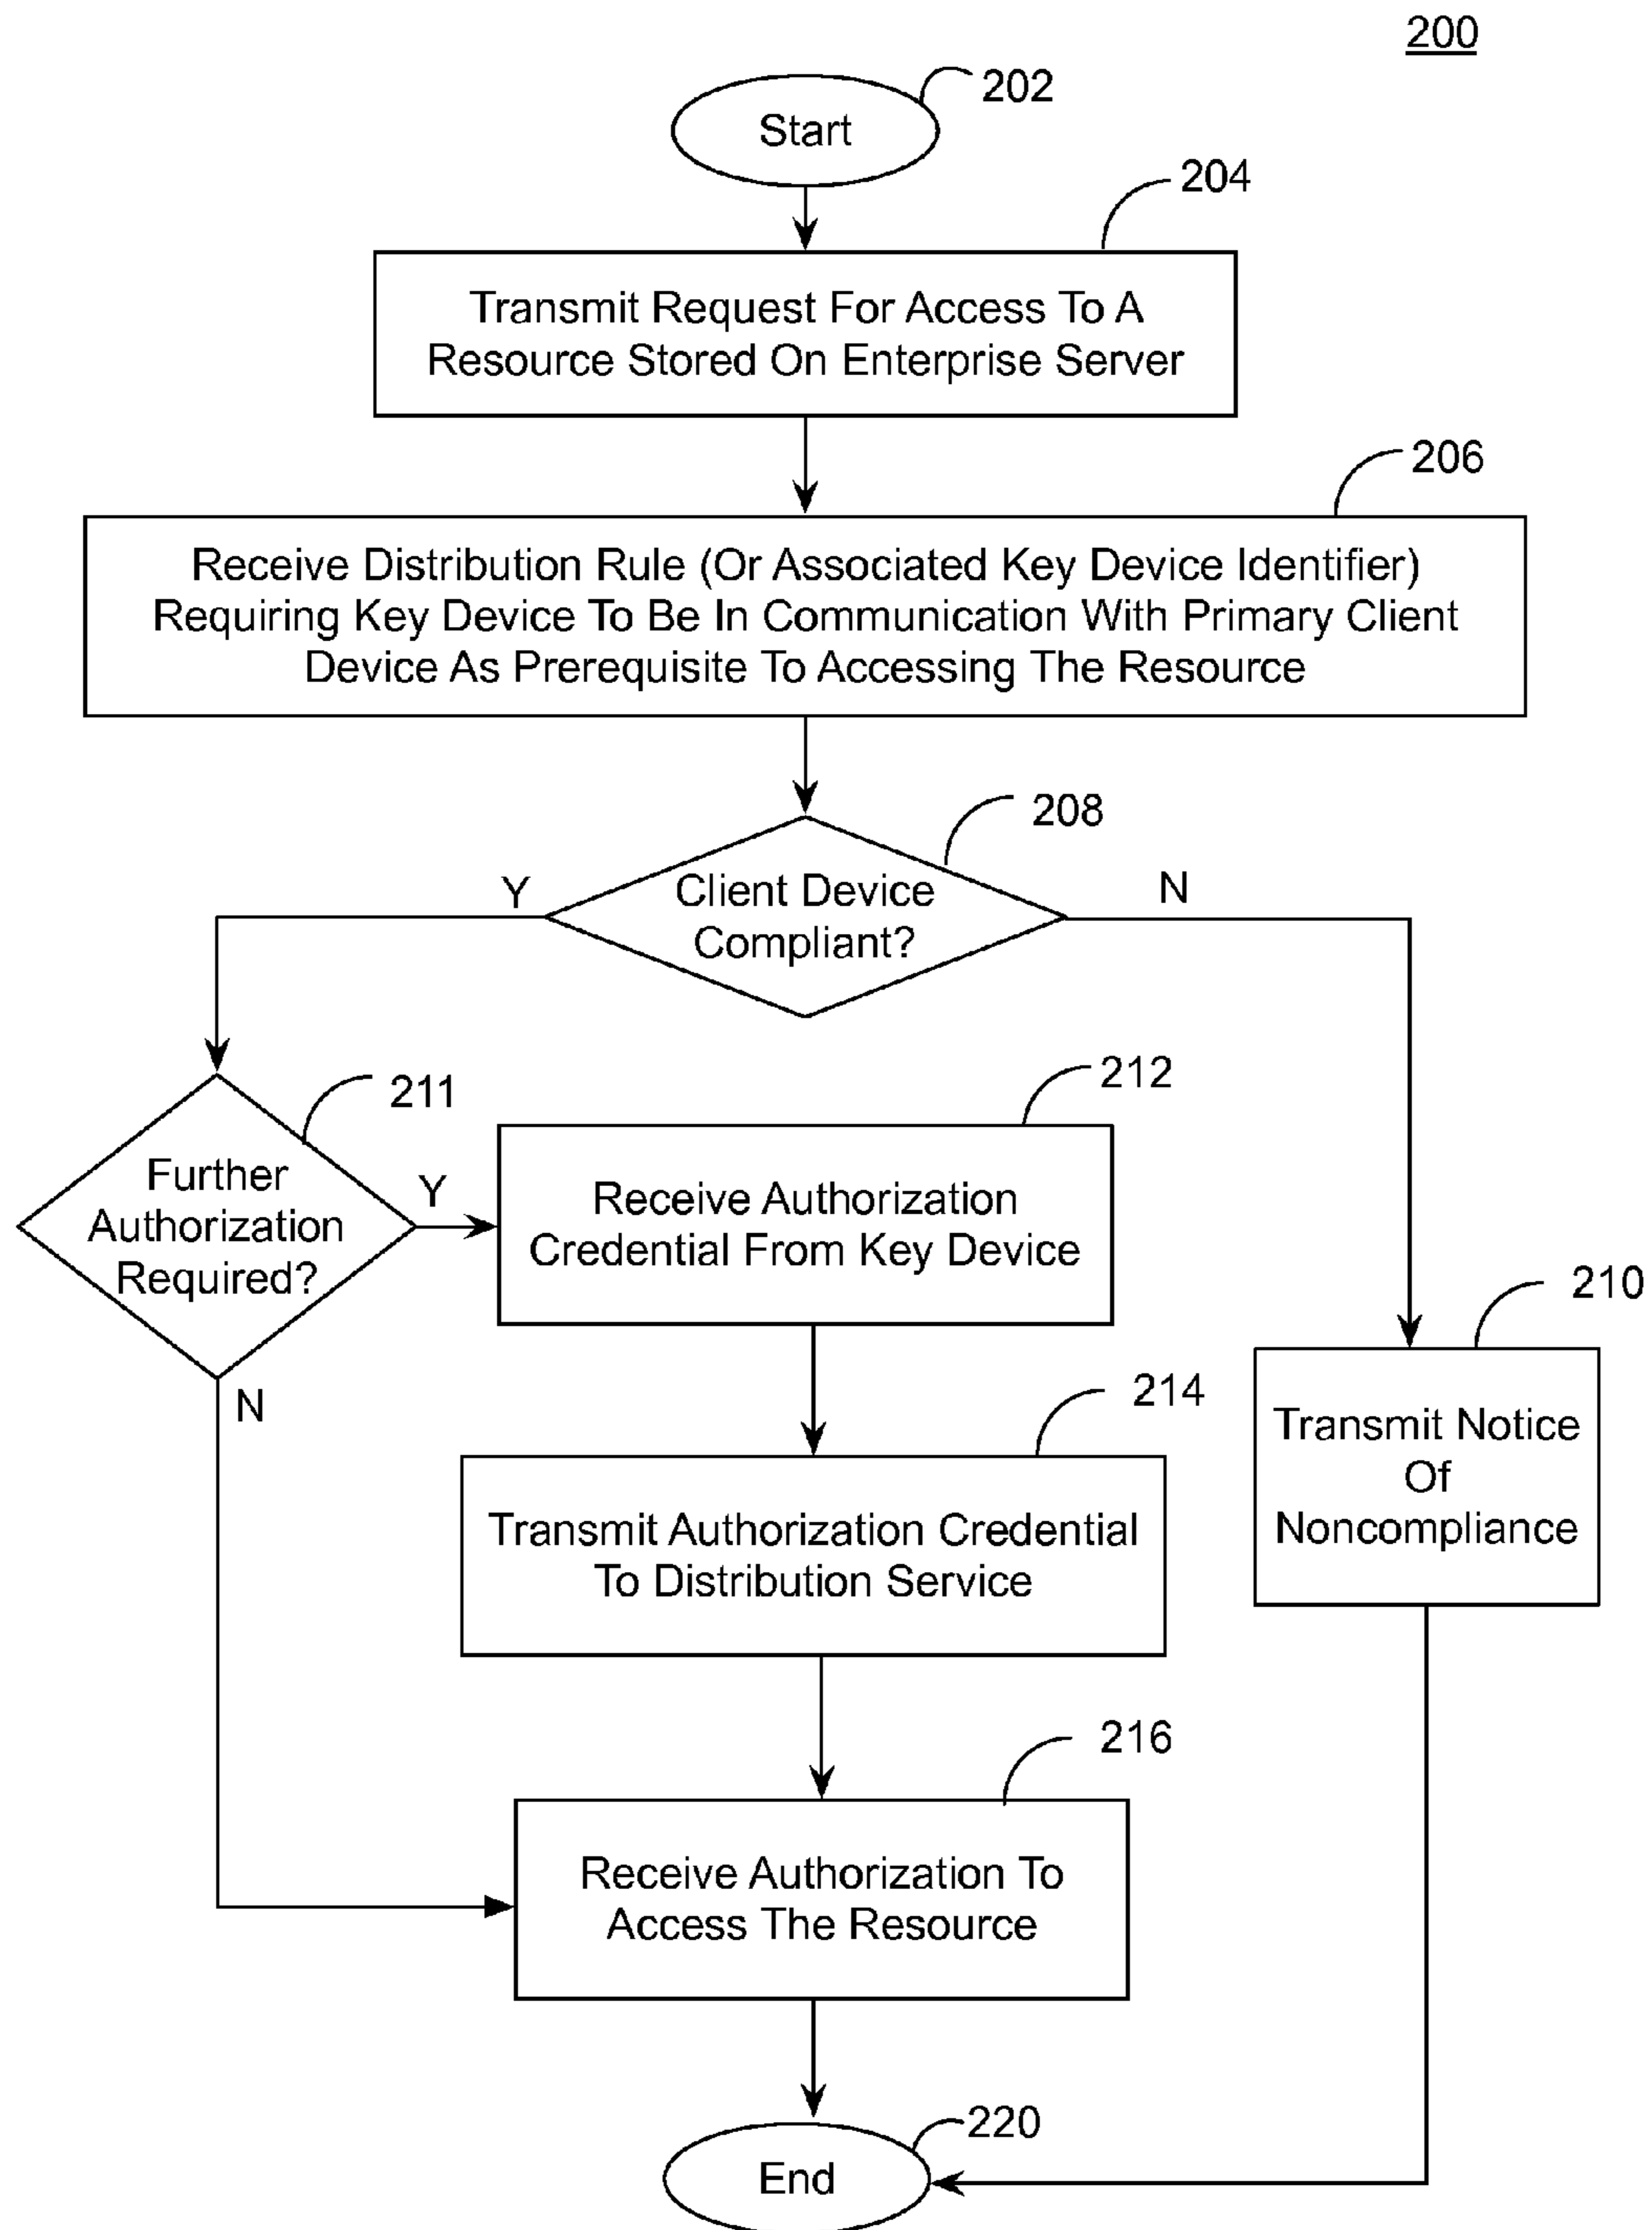 200
202
Start
204
Transmit Request For Access To A
Resource Stored On Enterprise Server
206
Receive Distribution Rule (Or Associated Key Device Identifier)
Requiring Key Device To Be In Communication With Primary Client
Device As Prerequisite To Accessing The Resource
208
Y
Client Device
Compliant?
N
211
Further
Authorization
Required?
Y
N
212
Receive Authorization
Credential From Key Device
210
Transmit Notice
Of
Noncompliance
214
Transmit Authorization Credential
To Distribution Service
216
Receive Authorization To
Access The Resource
220
End